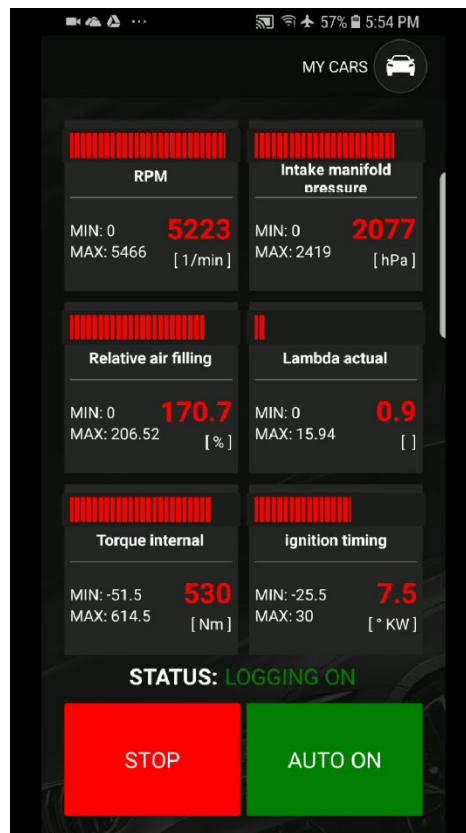 57% 5:54 PM
MY CARS
RPM
MIN: 0
5223
MAX: 5466
[1/min]
Intake manifold
pressure
MIN: 0
2077
MAX: 2419
[hPa]
Relative air filling
MIN: 0
170.7
MAX: 206.52
[%]
Lambda actual
MIN: 0
0.9
MAX: 15.94
[]
Torque internal
MIN: -51.5
530
MAX: 614.5
[Nm]
ignition timing
MIN: -25.5
7.5
MAX: 30
[° KW]
STATUS: LOGGING ON
STOP
AUTO ON